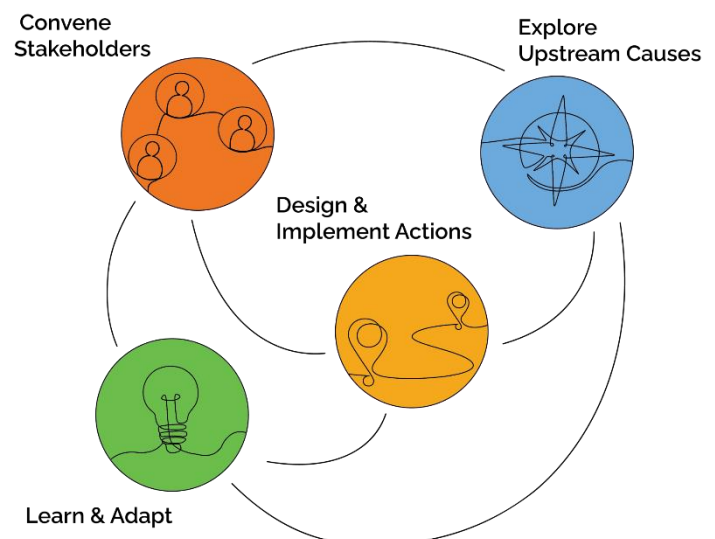 Convene
Stakeholders
Explore
Upstream Causes
Design &
Implement Actions
Learn & Adapt